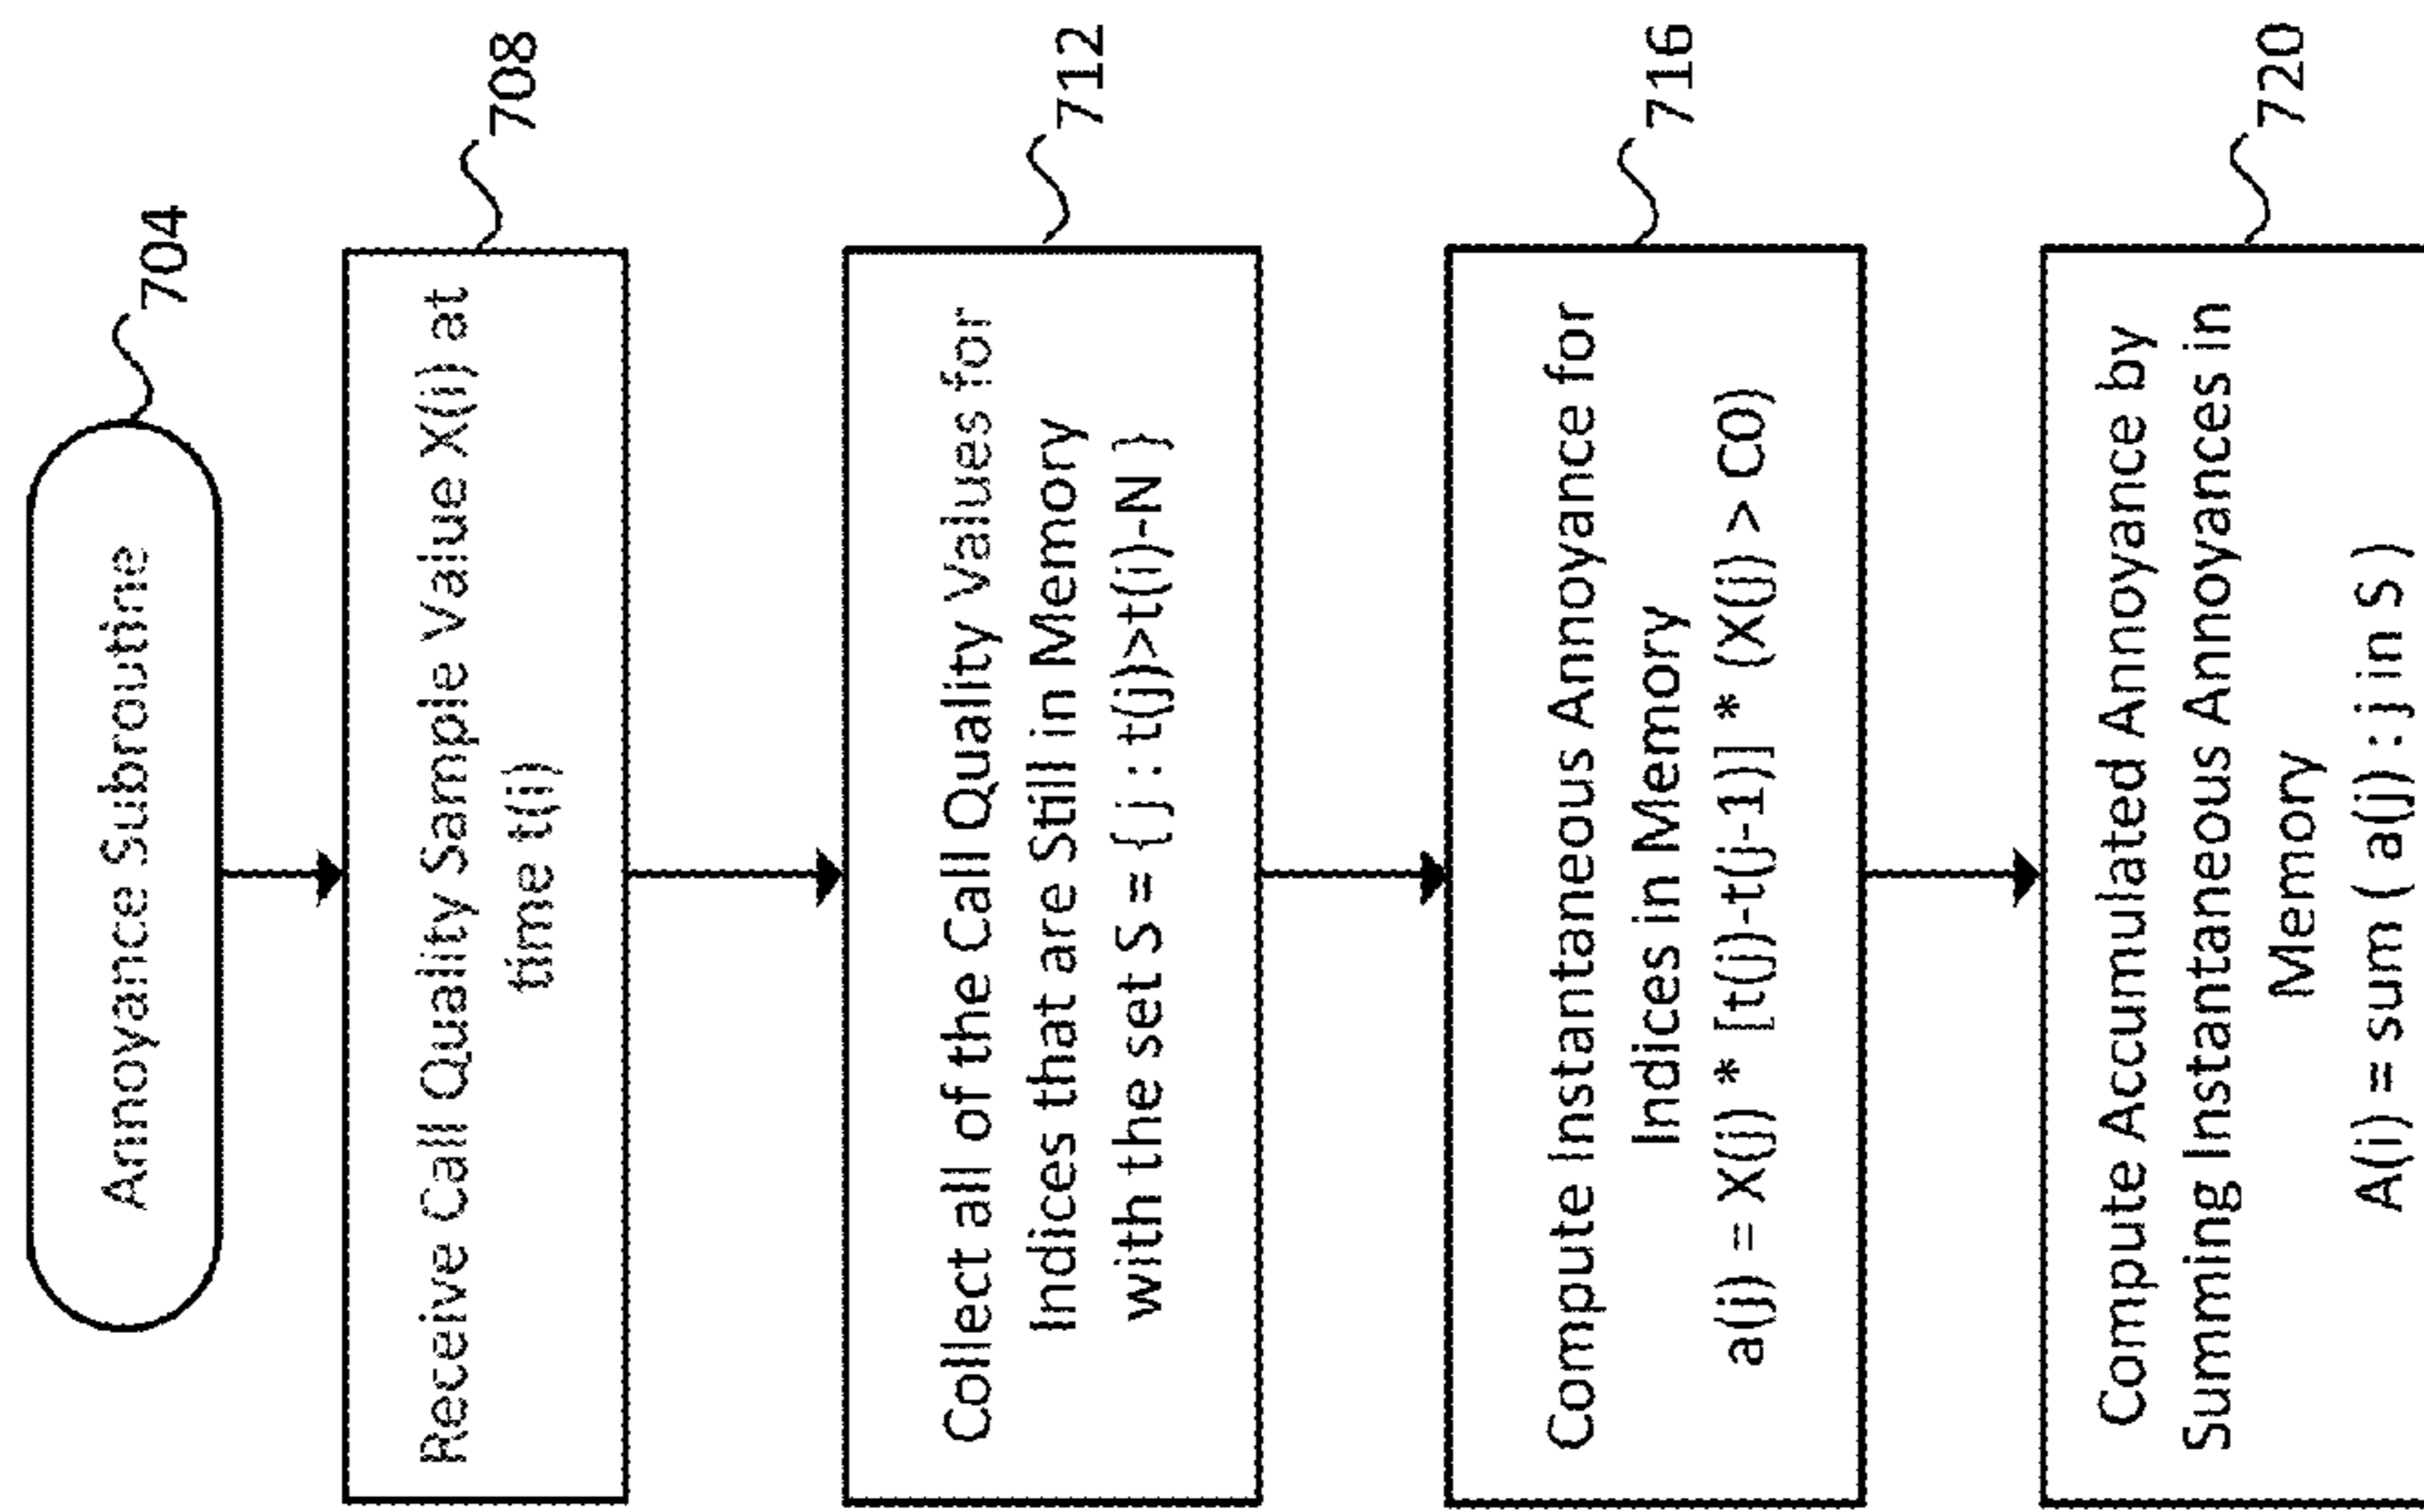 Annoyance Subroutine
704
Receive Call Quality Sample Value X(i) at
time t(i)
708
Collect all of the Call Quality Values for
Indices that are Still in Memory
with the set S = { j : t(j)>t(i)-N }
712
Compute Instantaneous Annoyance for
Indices in Memory
a(j) = X(j) * [t(j)-t(j-1)] * (X(j) > C0)
716
Compute Accumulated Annoyance by
Summing Instantaneous Annoyances in
Memory
A(i) = sum ( a(j) : j in S )
720